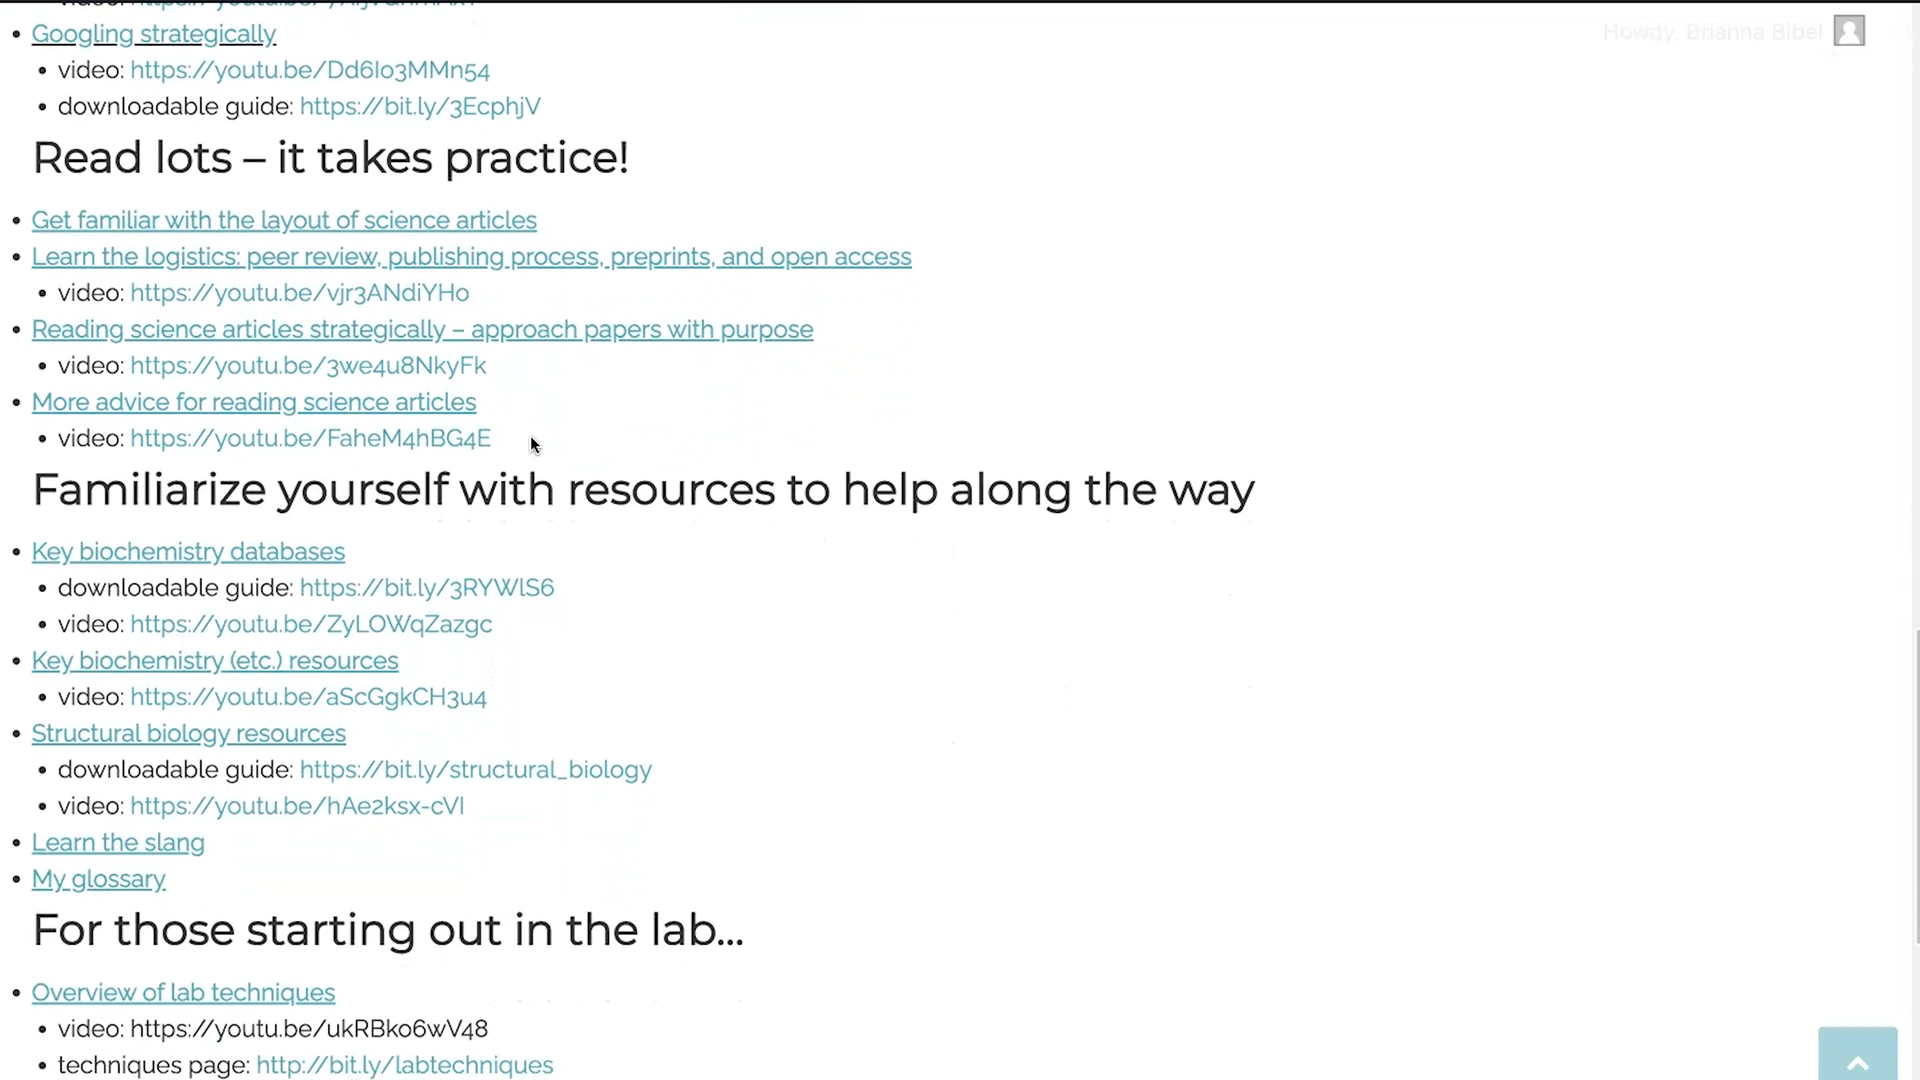 Googling strategically
Howdy, Brianna Bibel
video: https://youtu.be/Dd6Io3MMn54
downloadable guide: https://bit.ly/3EcphjV
Read lots – it takes practice!
Get familiar with the layout of science articles
Learn the logistics: peer review, publishing process, preprints, and open access
video: https://youtu.be/vjr3ANdiYHo
Reading science articles strategically – approach papers with purpose
video: https://youtu.be/3we4u8NkyFk
More advice for reading science articles
video: https://youtu.be/FaheM4hBG4E
Familiarize yourself with resources to help along the way
Key biochemistry databases
downloadable guide: https://bit.ly/3RYWlS6
video: https://youtu.be/ZyLOWqZazgc
Key biochemistry (etc.) resources
video: https://youtu.be/aScGgkCH3u4
Structural biology resources
downloadable guide: https://bit.ly/structural_biology
video: https://youtu.be/hAe2ksx-cVI
Learn the slang
My glossary
For those starting out in the lab...
Overview of lab techniques
video: https://youtu.be/ukRBko6wV48
techniques page: http://bit.ly/labtechniques